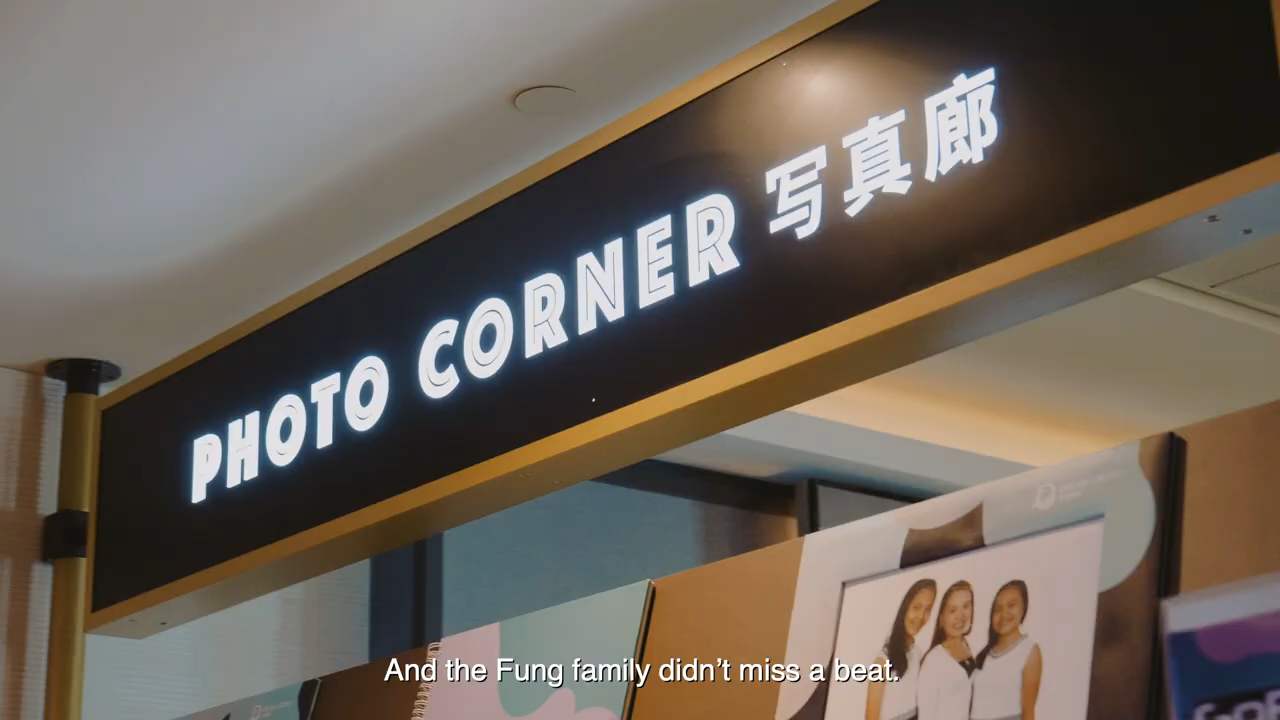 PHOTO CORNER 写真廊
And the Fung family didn't miss a beat.